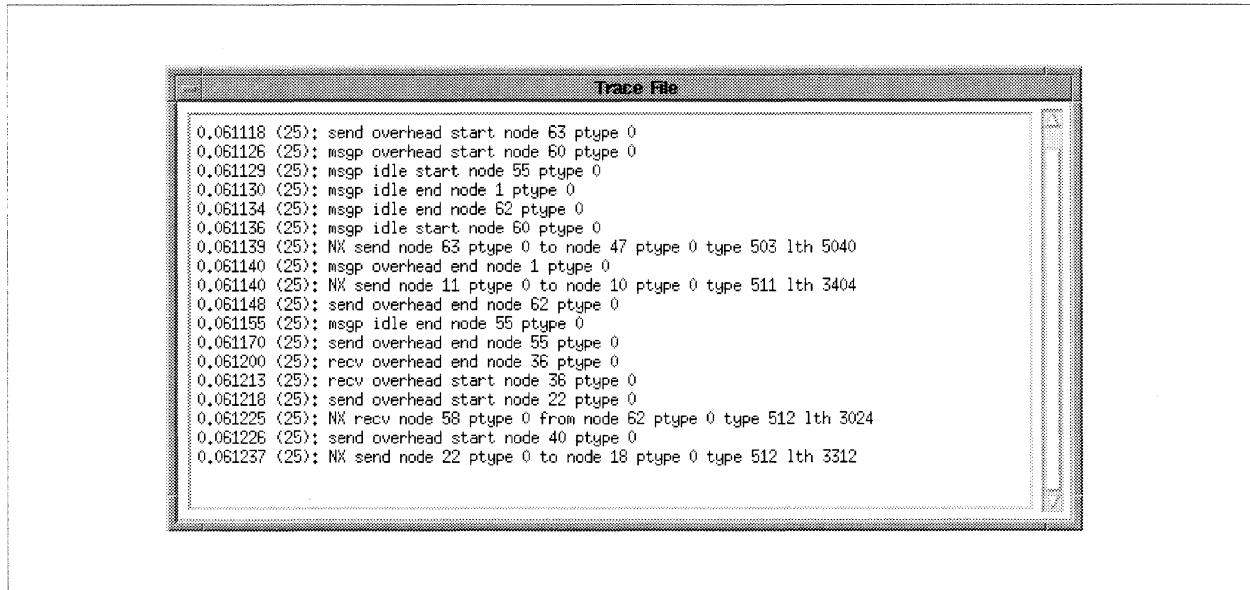 Trace File
0.061118 (25): send overhead start node 63 ptype 0
0.061126 (25): msgp overhead start node 60 ptype 0
0.061129 (25): msgp idle start node 55 ptype 0
0.061130 (25): msgp idle end node 1 ptype 0
0.061134 (25): msgp idle end node 62 ptype 0
0.061136 (25): msgp idle start node 60 ptype 0
0.061139 (25): NX send node 63 ptype 0 to node 47 ptype 0 type 503 lth 5040
0.061140 (25): msgp overhead end node 1 ptype 0
0.061140 (25): NX send node 11 ptype 0 to node 10 ptype 0 type 511 lth 3404
0.061148 (25): send overhead end node 62 ptype 0
0.061155 (25): msgp idle end node 55 ptype 0
0.061170 (25): send overhead end node 55 ptype 0
0.061200 (25): recv overhead end node 36 ptype 0
0.061213 (25): recv overhead start node 36 ptype 0
0.061218 (25): send overhead start node 22 ptype 0
0.061225 (25): NX recv node 58 ptype 0 from node 62 ptype 0 type 512 lth 3024
0.061226 (25): send overhead start node 40 ptype 0
0.061237 (25): NX send node 22 ptype 0 to node 18 ptype 0 type 512 lth 3312